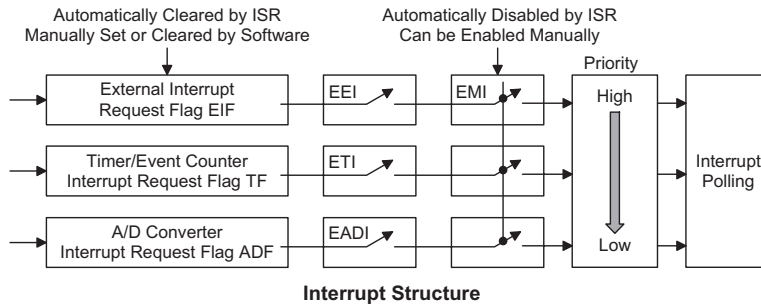 Automatically Cleared by ISR
Manually Set or Cleared by Software
Automatically Disabled by ISR
Can be Enabled Manually
Priority
External Interrupt
Request Flag EIF
EEI
EMI
High
Timer/Event Counter
Interrupt Request Flag TF
ETI
Interrupt
Polling
A/D Converter
Interrupt Request Flag ADF
EADI
Low
Interrupt Structure